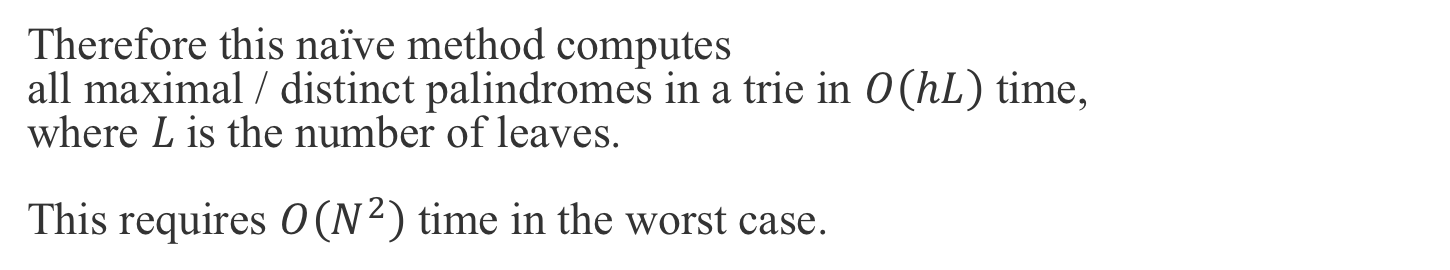 Therefore this naïve method computes
all maximal / distinct palindromes in a trie in O(hL) time,
where L is the number of leaves.
This requires O(N²) time in the worst case.